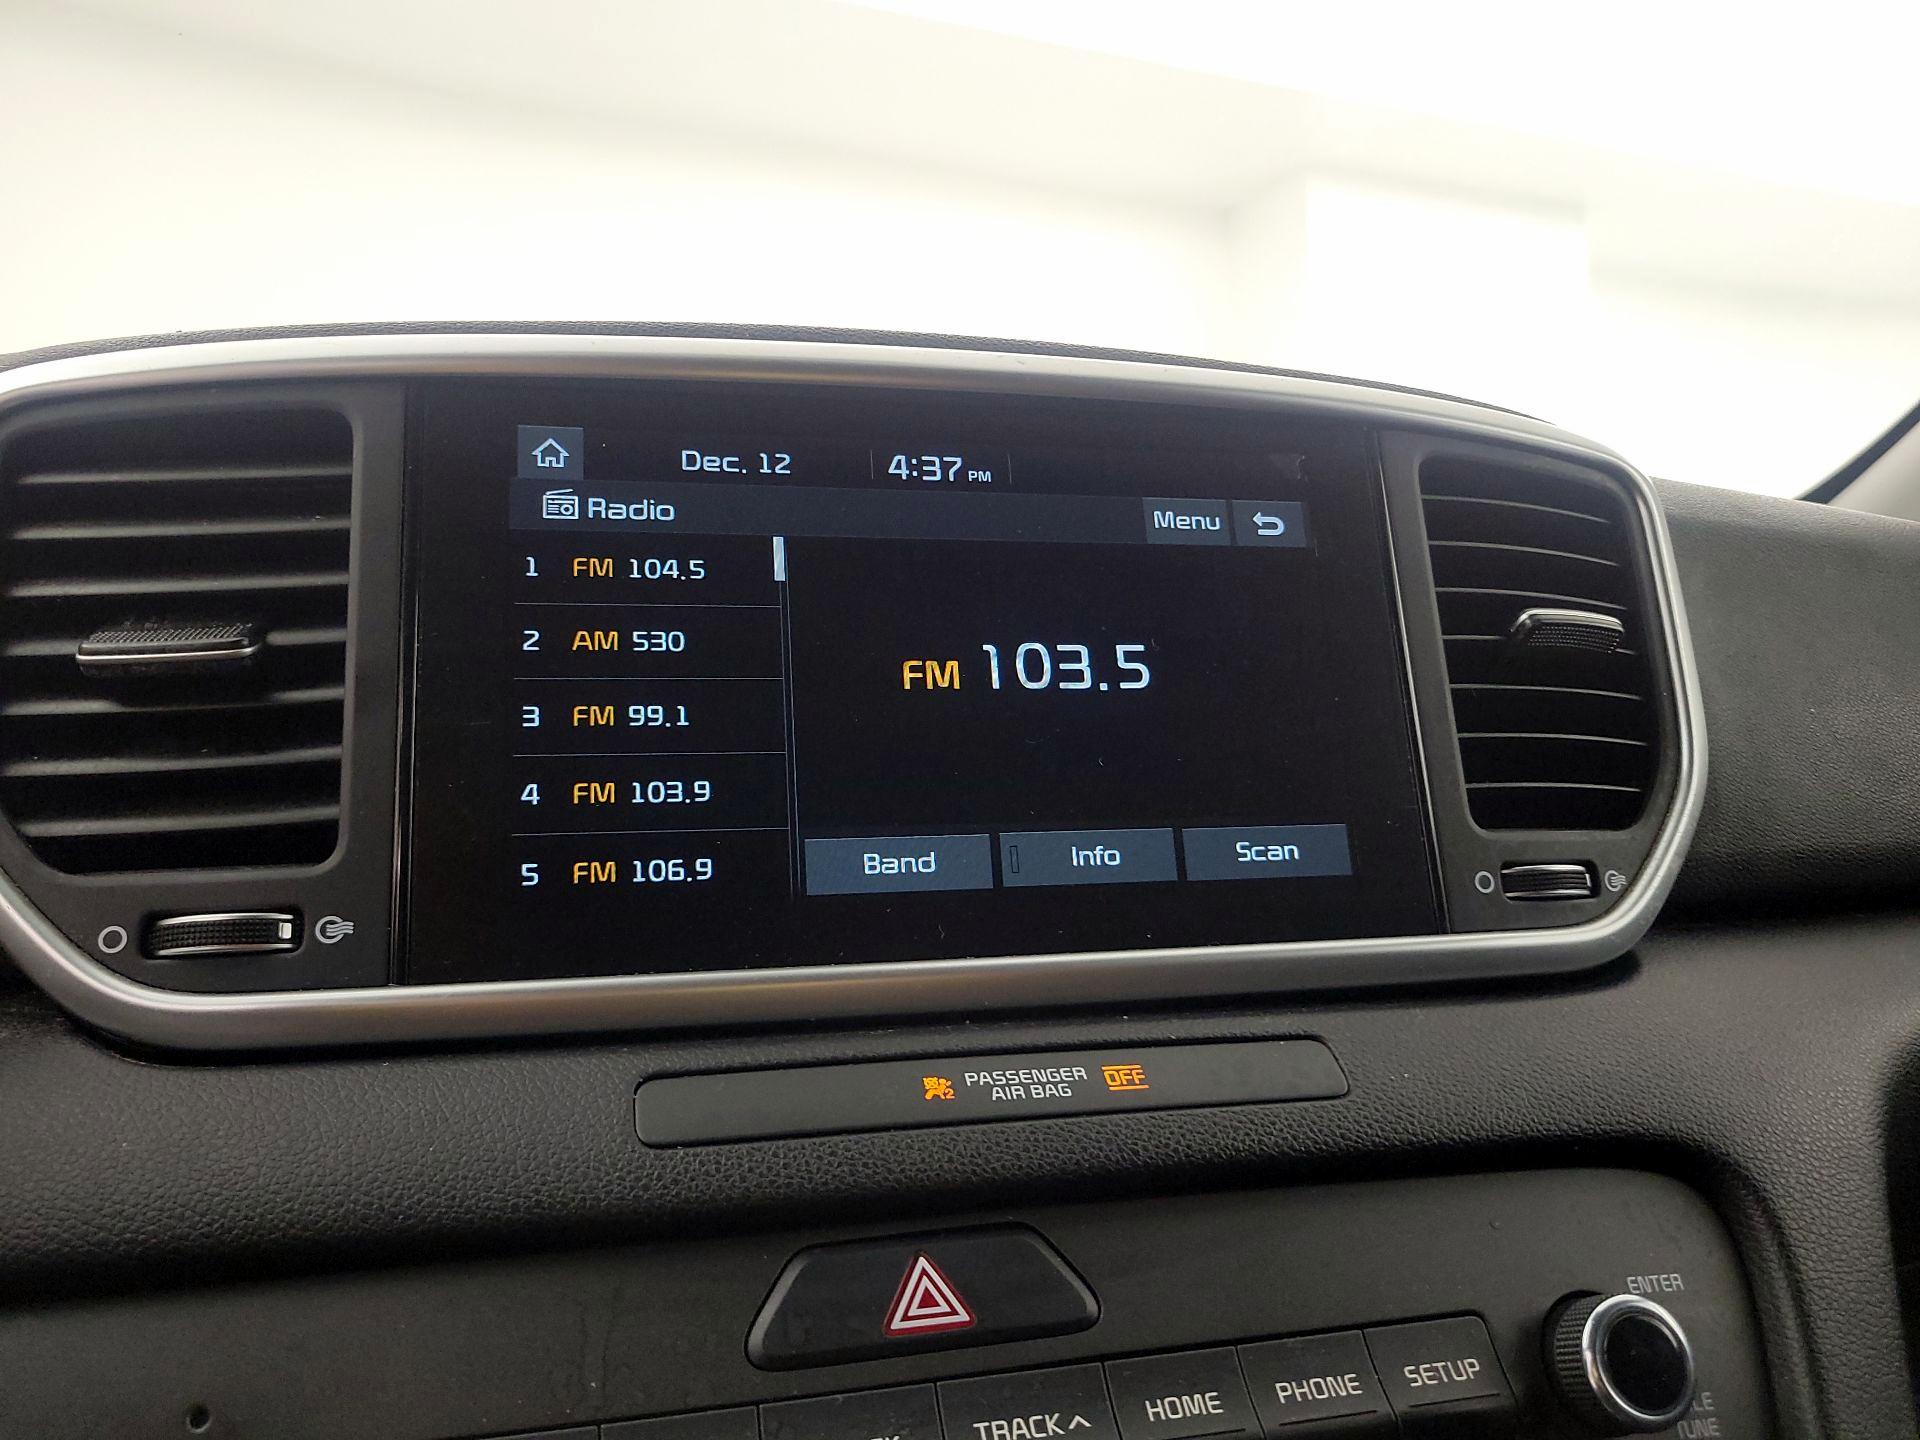 Dec. 12 4:37 PM
Radio Menu
1 FM 104.5
2 AM 530
3 FM 99.1
4 FM 103.9
5 FM 106.9
FM 103.5
Band Info Scan
2 PASSENGER AIR BAG OFF
ENTER
TRACK HOME PHONE SETUP